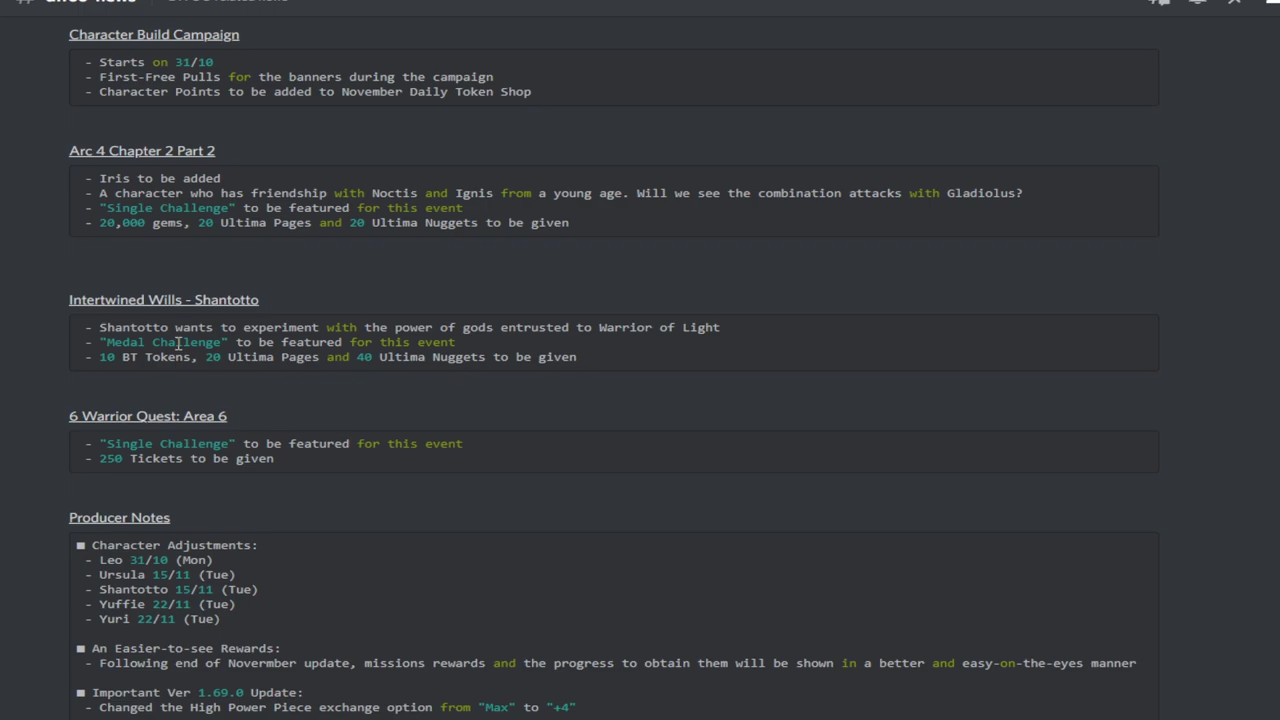 Character Build Campaign
- Starts on 31/10
- First-Free Pulls for the banners during the campaign
- Character Points to be added to November Daily Token Shop
Arc 4 Chapter 2 Part 2
- Iris to be added
- A character who has friendship with Noctis and Ignis from a young age. Will we see the combination attacks with Gladiolus?
- "Single Challenge" to be featured for this event
- 20,000 gems, 20 Ultima Pages and 20 Ultima Nuggets to be given
Intertwined Wills - Shantotto
- Shantotto wants to experiment with the power of gods entrusted to Warrior of Light
- "Medal Challenge" to be featured for this event
- 10 BT Tokens, 20 Ultima Pages and 40 Ultima Nuggets to be given
6 Warrior Quest: Area 6
- "Single Challenge" to be featured for this event
- 250 Tickets to be given
Producer Notes
■ Character Adjustments:
- Leo 31/10 (Mon)
- Ursula 15/11 (Tue)
- Shantotto 15/11 (Tue)
- Yuffie 22/11 (Tue)
- Yuri 22/11 (Tue)
■ An Easier-to-see Rewards:
- Following end of Novermber update, missions rewards and the progress to obtain them will be shown in a better and easy-on-the-eyes manner
■ Important Ver 1.69.0 Update:
- Changed the High Power Piece exchange option from "Max" to "+4"